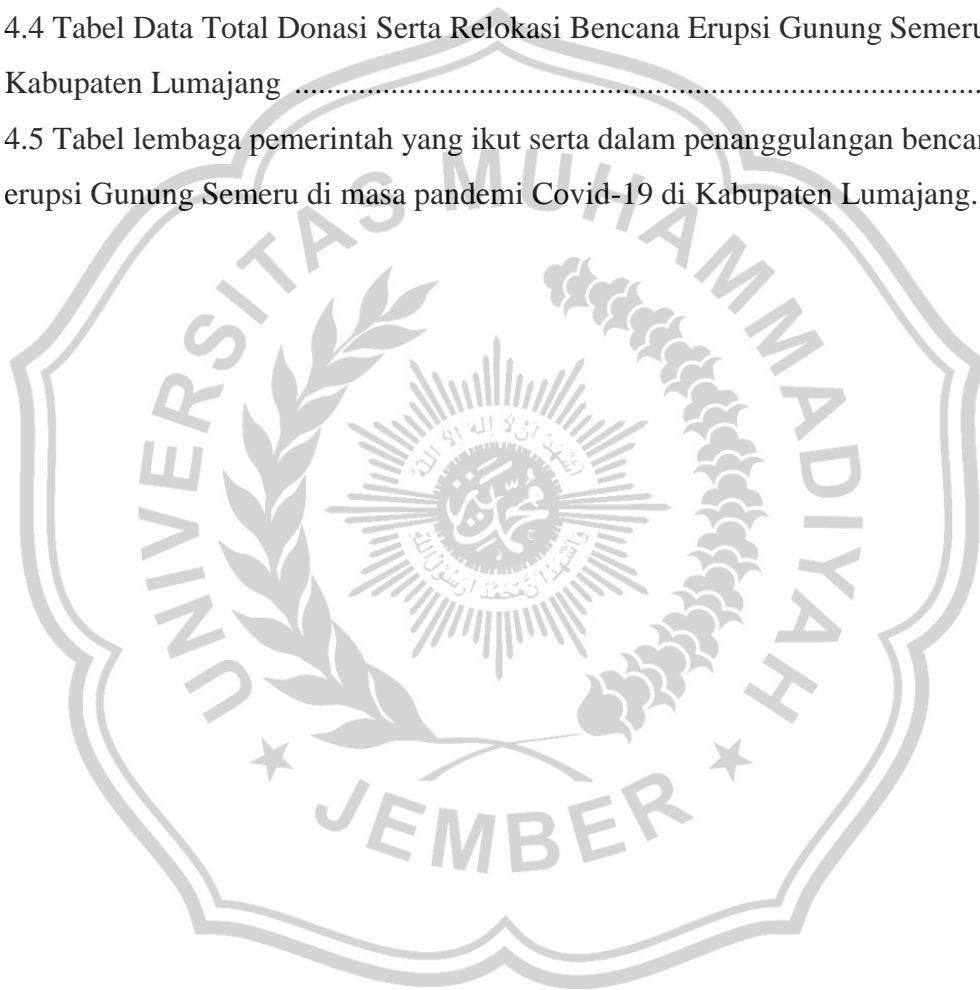 4.4 Tabel Data Total Donasi Serta Relokasi Bencana Erupsi Gunung Semeru
Kabupaten Lumajang ............................................................................
4.5 Tabel lembaga pemerintah yang ikut serta dalam penanggulangan bencan
erupsi Gunung Semeru di masa pandemi Covid-19 di Kabupaten Lumajang.
UNIVERSITAS MUHAMMADIYAH
JEMBER